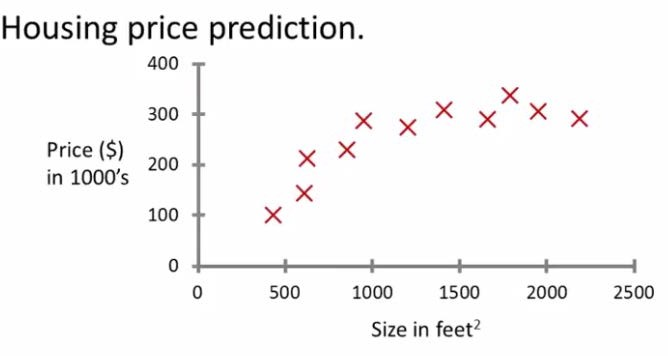 Housing price prediction.
400
300
Price ($)
in 1000's
200
100
0
0 500 1000 1500 2000 2500
Size in feet²